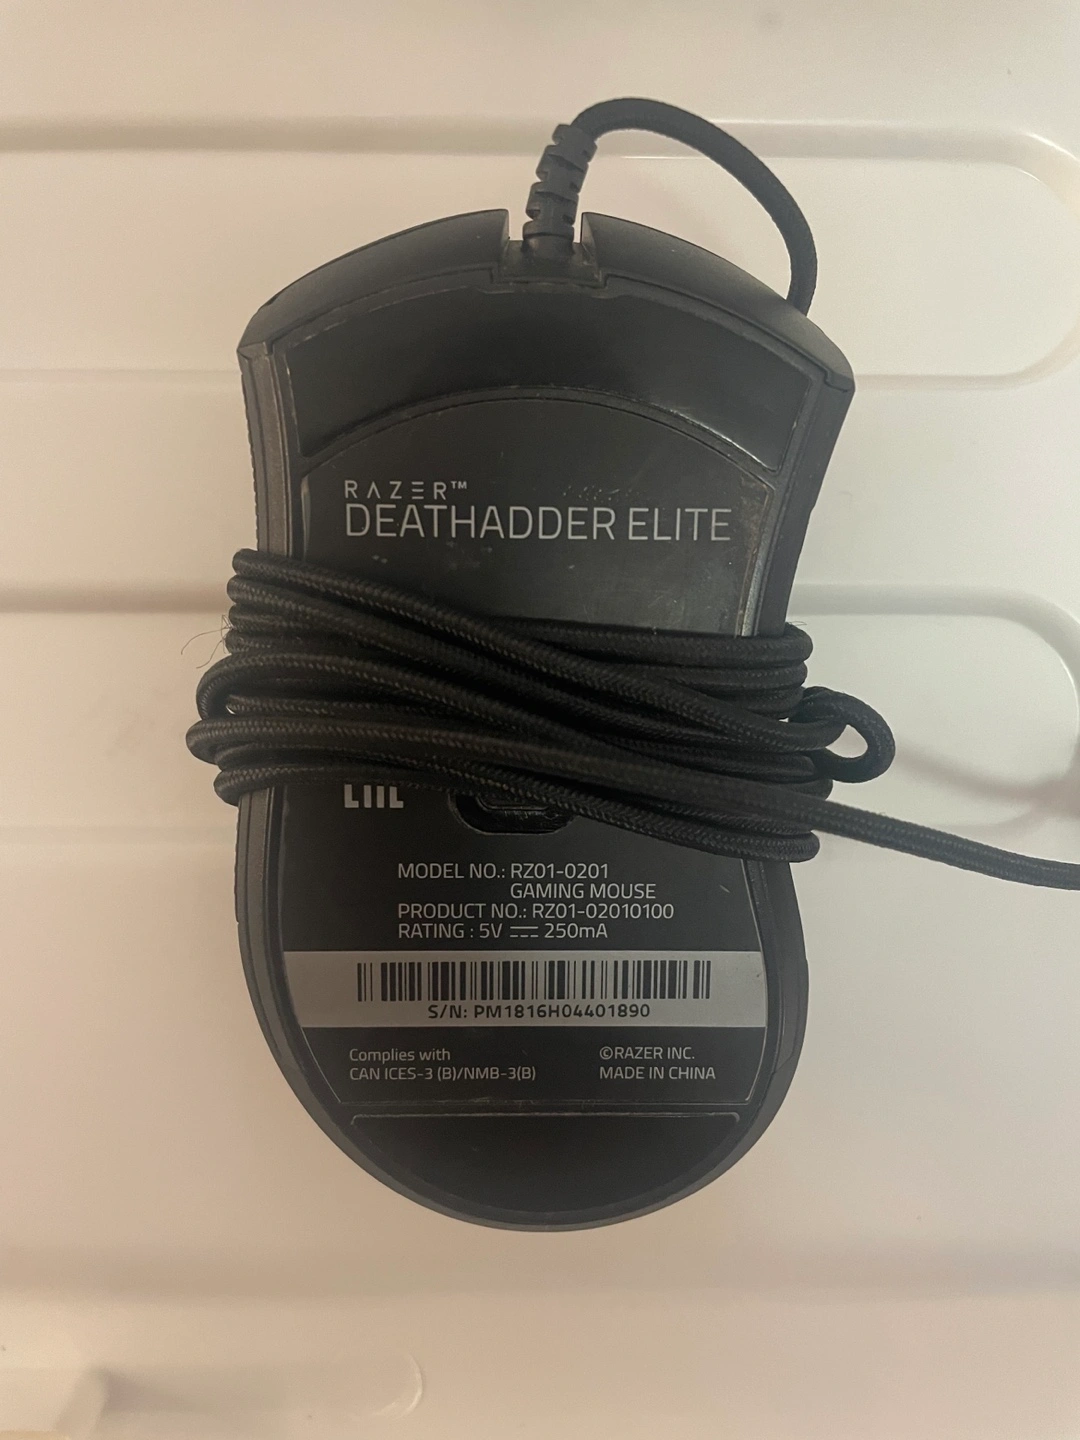 RAZER™
DEATHADDER ELITE
MODEL NO.: RZ01-0201
GAMING MOUSE
PRODUCT NO.: RZ01-02010100
RATING : 5V ⎓ 250mA
S/N: PM1816H04401890
Complies with
CAN ICES-3 (B)/NMB-3(B)
©RAZER INC.
MADE IN CHINA